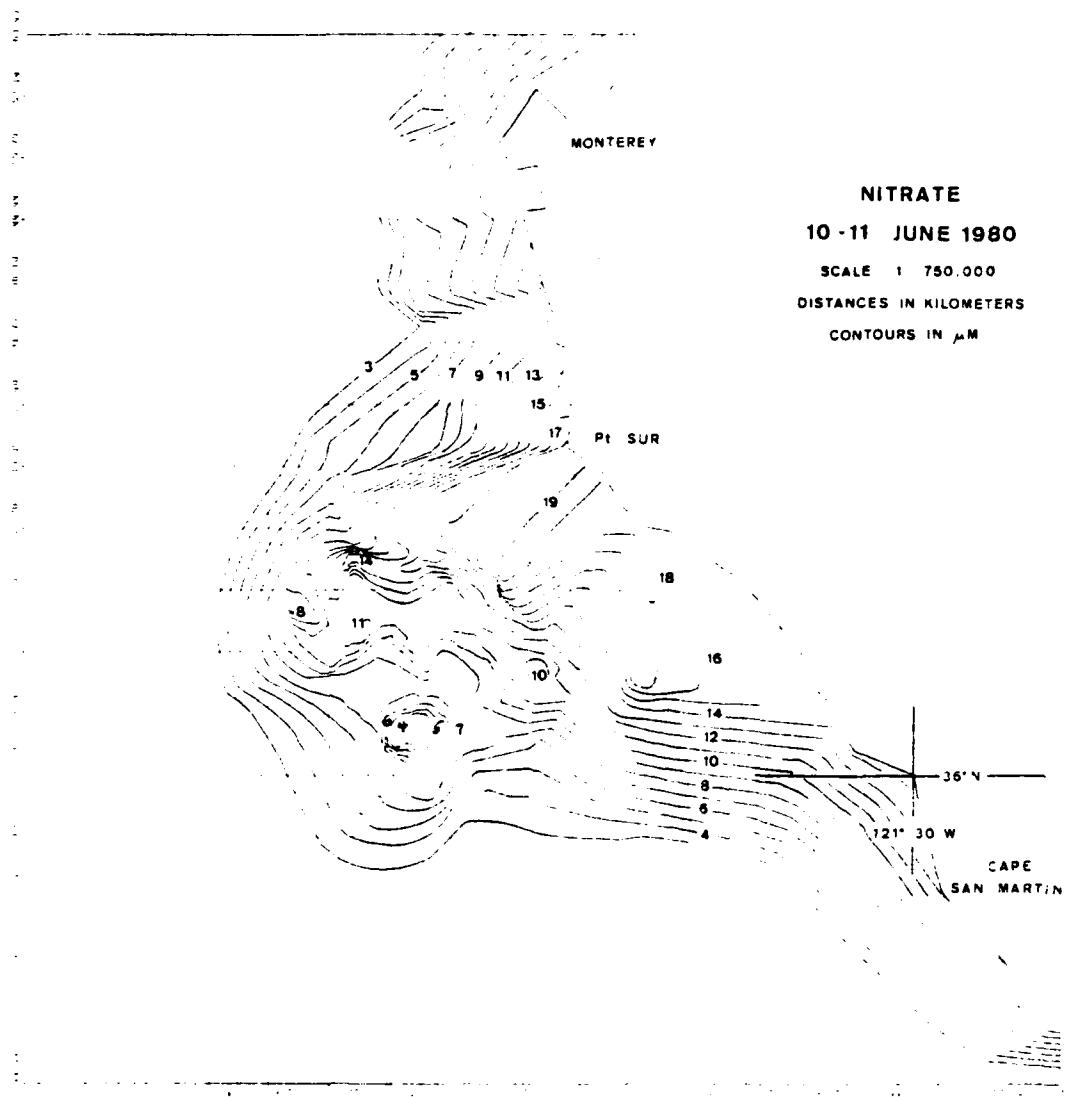 MONTEREY
NITRATE
10 -11 JUNE 1980
SCALE 1 750.000
DISTANCES IN KILOMETERS
CONTOURS IN μM
3 5 7 9 11 13
15
17
Pt SUR
19
14
18
8
11
16
10
14
6 4 5 7
12
10
36° N
8
6
4
121° 30 W
CAPE
SAN MARTIN